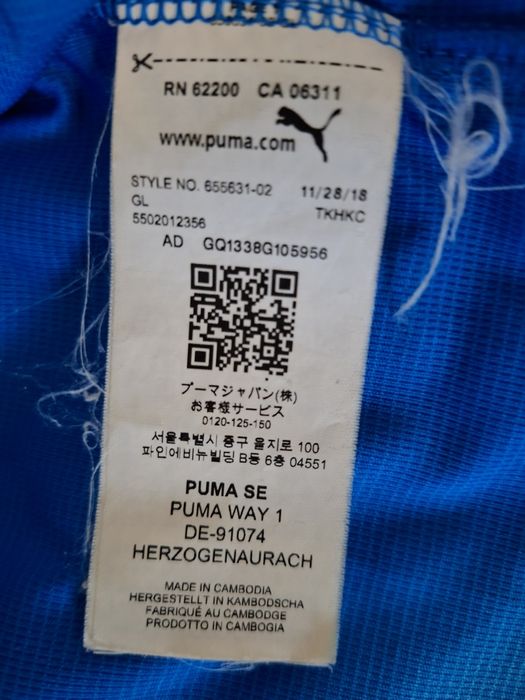 RN 62200 CA 06311
www.puma.com
STYLE NO. 655631-02 11/28/18
GL TKHKC
5502012356
AD GQ1338G105956
プーマジャパン(株)
お客様サービス
0120-125-150
서울특별시 중구 을지로 100
파인에비뉴빌딩 B동 6층 04551
PUMA SE
PUMA WAY 1
DE-91074
HERZOGENAURACH
MADE IN CAMBODIA
HERGESTELLT IN KAMBODSCHA
FABRIQUÉ AU CAMBODGE
PRODOTTO IN CAMBOGIA